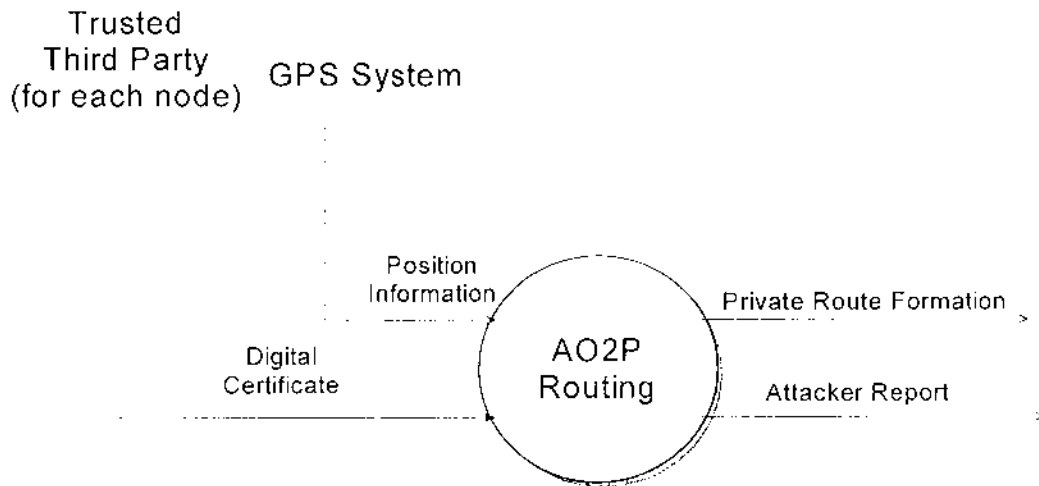 Trusted
Third Party
(for each node)
GPS System
Position
Information
Private Route Formation
AO2P
Routing
Digital
Certificate
Attacker Report